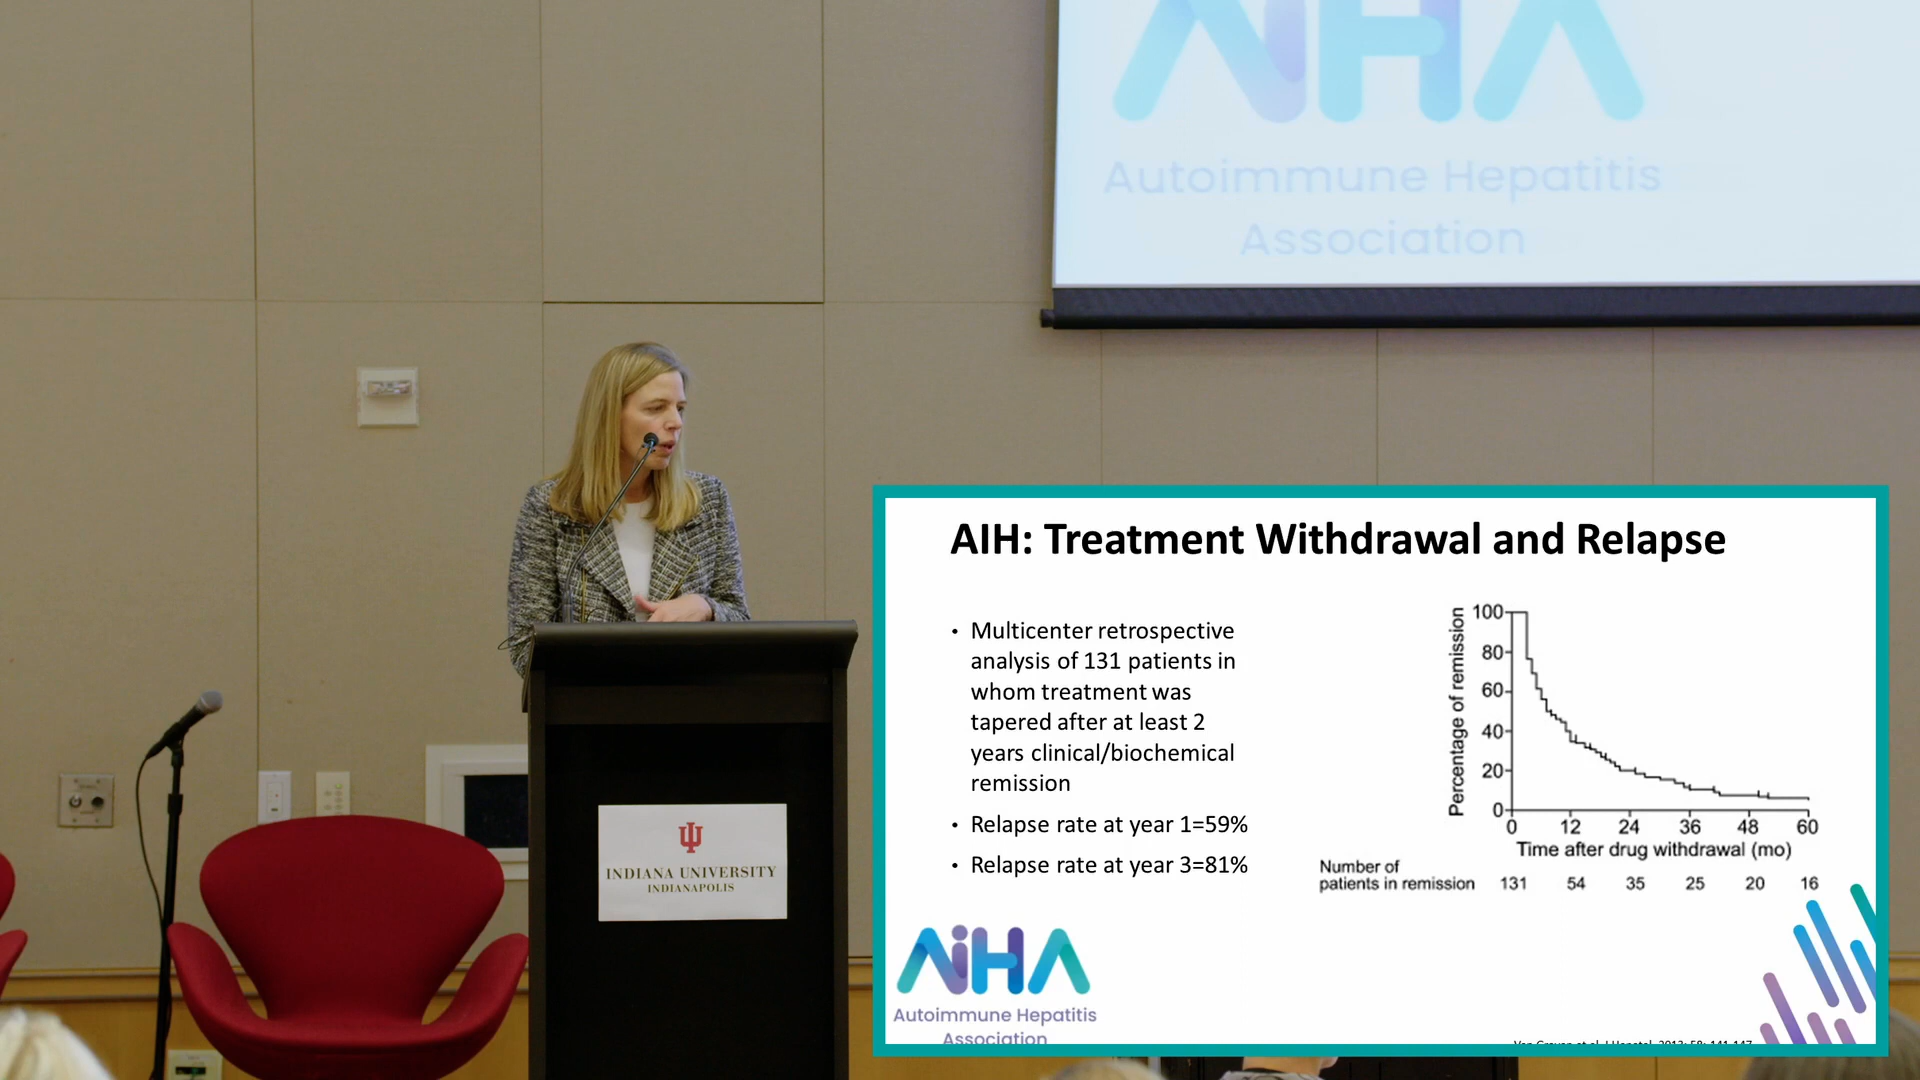 AiHA
Autoimmune Hepatitis
Association
INDIANA UNIVERSITY
INDIANAPOLIS
AIH: Treatment Withdrawal and Relapse
• Multicenter retrospective
analysis of 131 patients in
whom treatment was
tapered after at least 2
years clinical/biochemical
remission
• Relapse rate at year 1=59%
• Relapse rate at year 3=81%
Percentage of remission
100
80
60
40
20
0
0 12 24 36 48 60
Time after drug withdrawal (mo)
Number of
patients in remission 131 54 35 25 20 16
AiHA
Autoimmune Hepatitis
Association